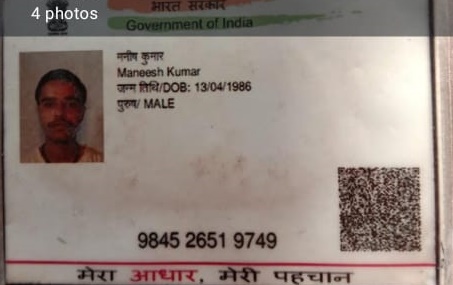 4 photos
भारत सरकार
Government of India
मनीष कुमार
Maneesh Kumar
जन्म तिथि/DOB: 13/04/1986
पुरुष/ MALE
9845 2651 9749
मेरा आधार, मेरी पहचान